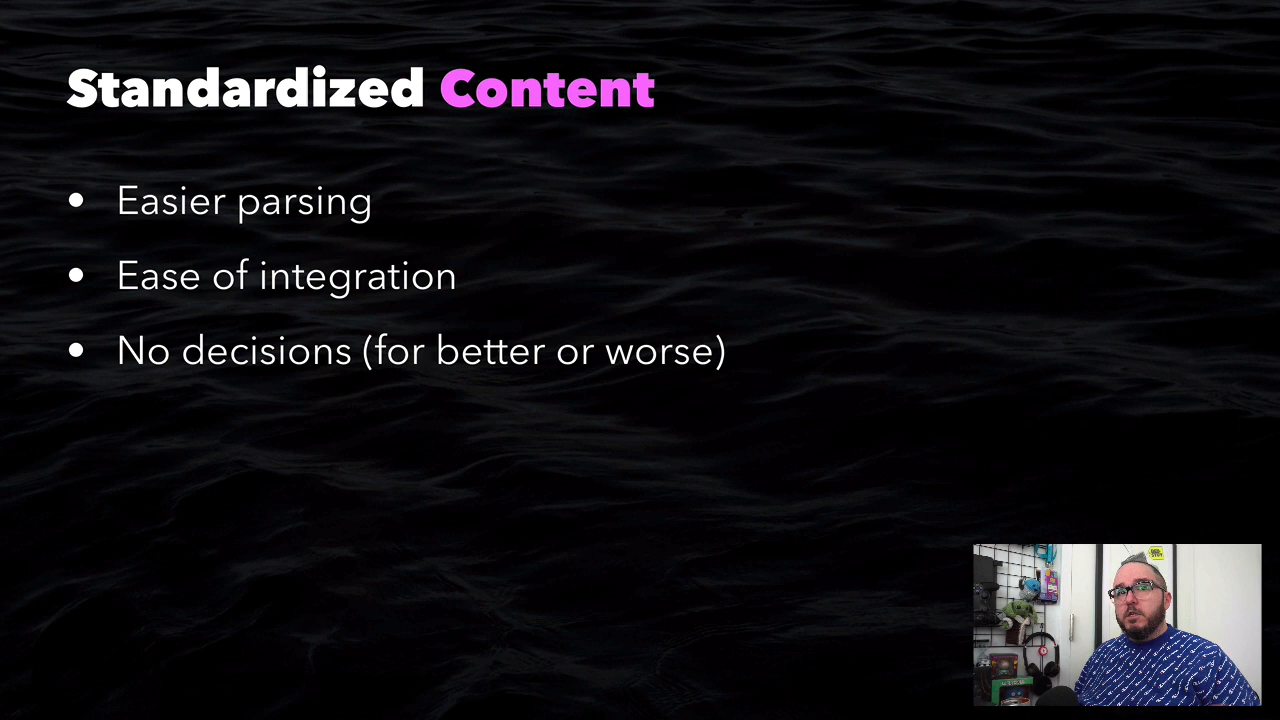 Standardized Content
• Easier parsing
• Ease of integration
• No decisions (for better or worse)